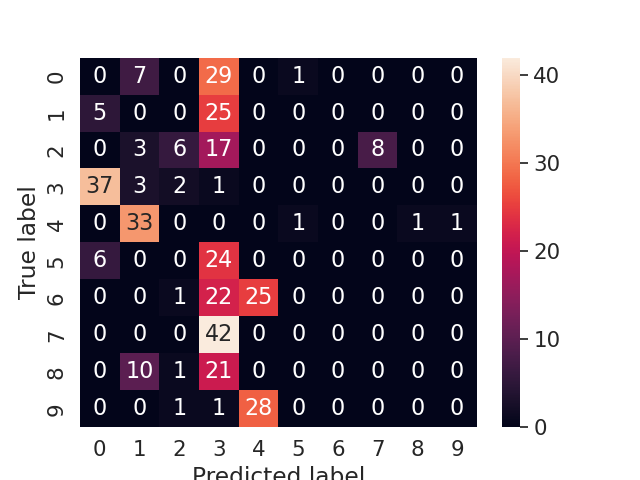 0 0 7 0 29 0 1 0 0 0 0
1 5 0 0 25 0 0 0 0 0 0
2 0 3 6 17 0 0 0 8 0 0
3 37 3 2 1 0 0 0 0 0 0
4 0 33 0 0 0 1 0 0 1 1
5 6 0 0 24 0 0 0 0 0 0
6 0 0 1 22 25 0 0 0 0 0
7 0 0 0 42 0 0 0 0 0 0
8 0 10 1 21 0 0 0 0 0 0
9 0 0 1 1 28 0 0 0 0 0
0 1 2 3 4 5 6 7 8 9
Predicted label
True label
40
30
20
10
0